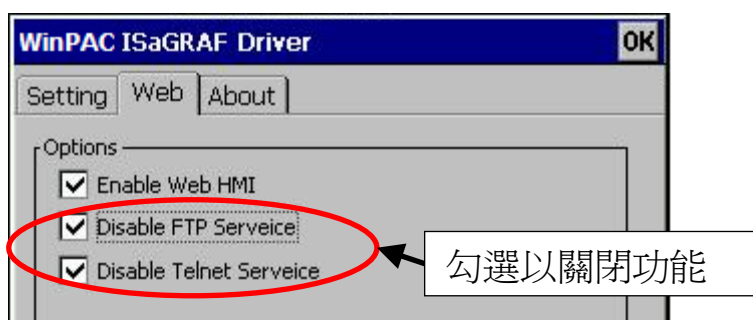 WinPAC ISaGRAF Driver OK
Setting Web About
Options
Enable Web HMI
Disable FTP Serveice
Disable Telnet Serveice
勾選以關閉功能